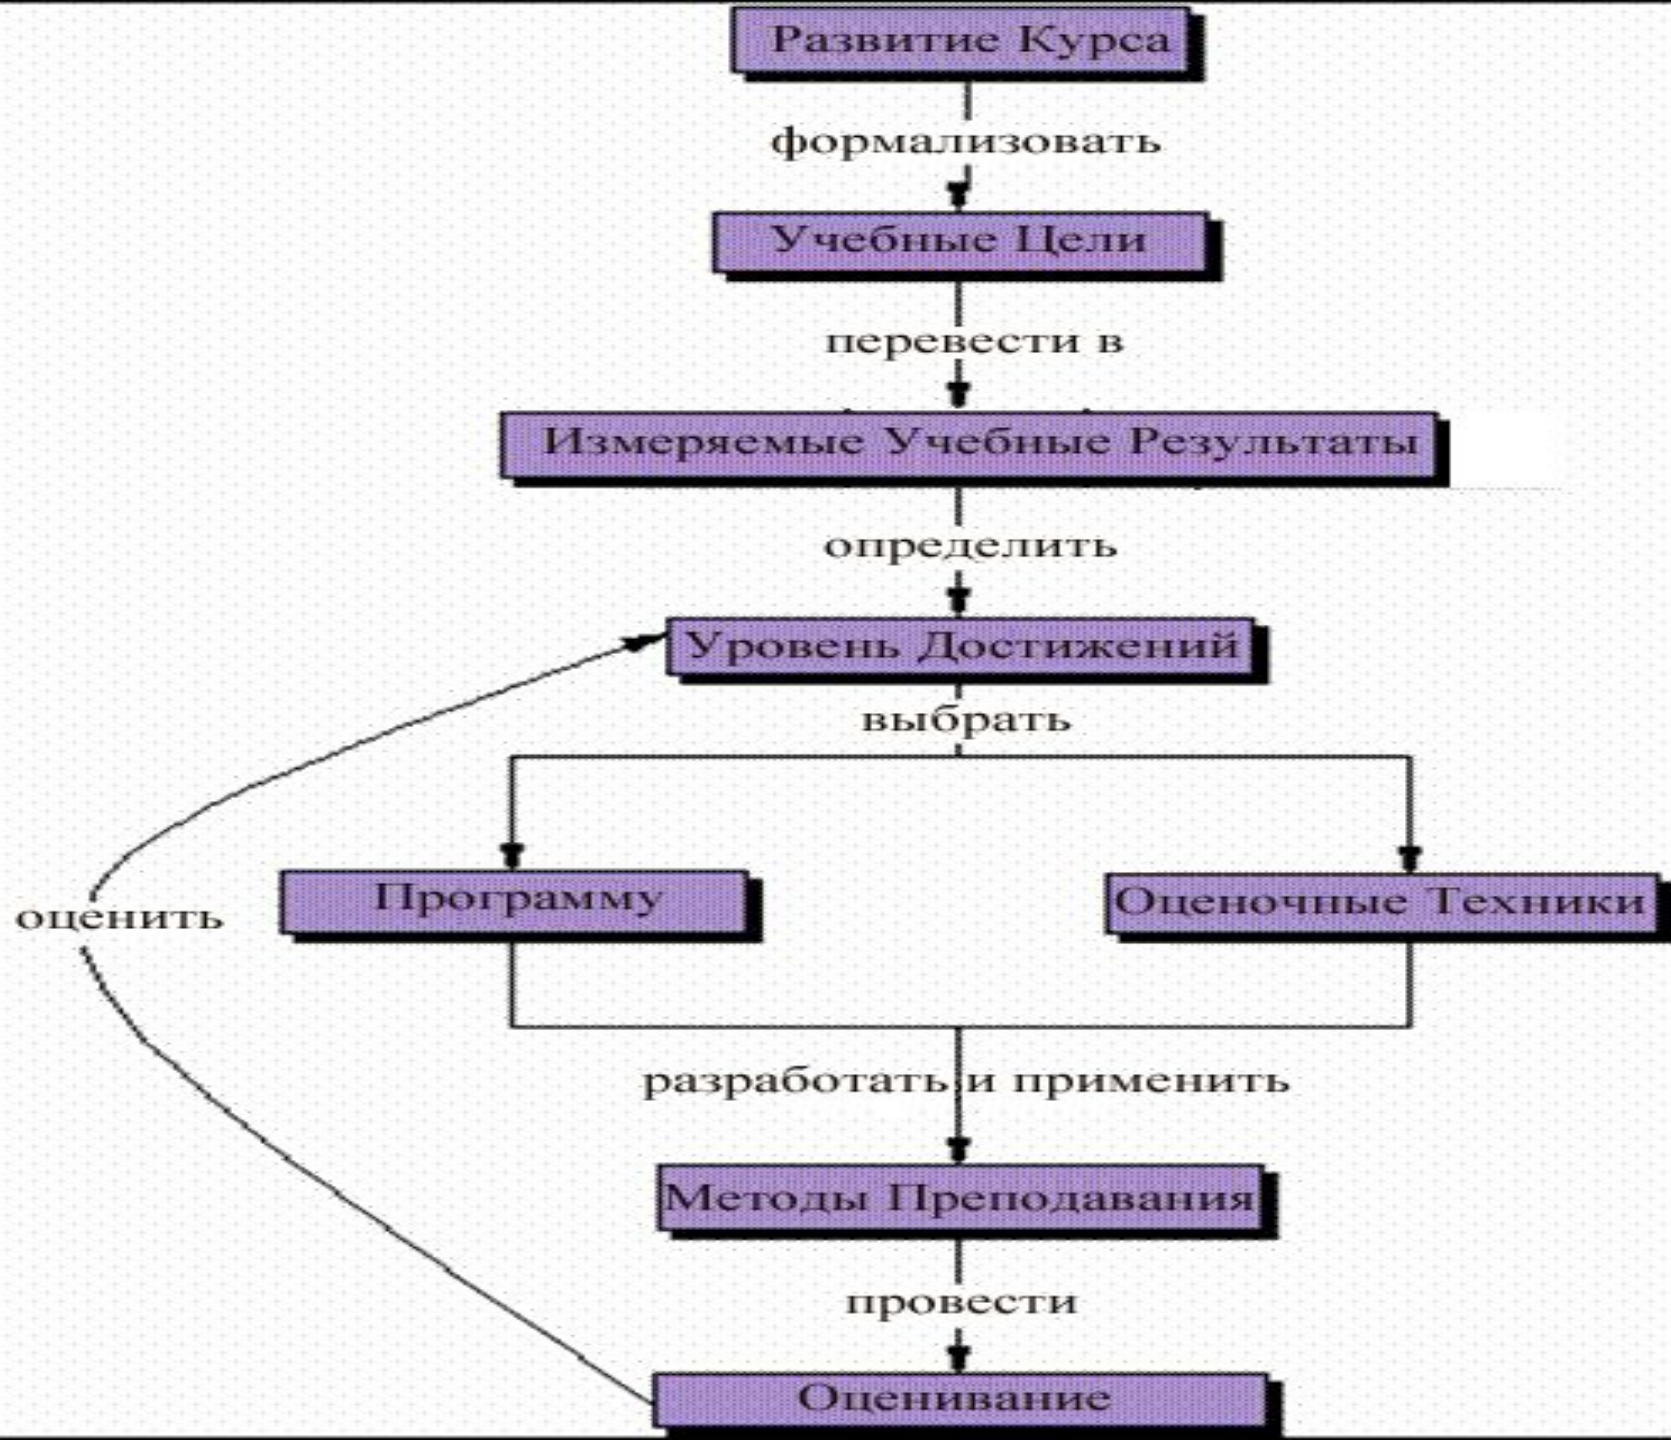 Развитие Курса
формализовать
Учебные Цели
перевести в
Измеряемые Учебные Результаты
определить
Уровень Достижений
выбрать
Программу
Оценочные Техники
оценить
разработать и применить
Методы Преподавания
провести
Оценивание